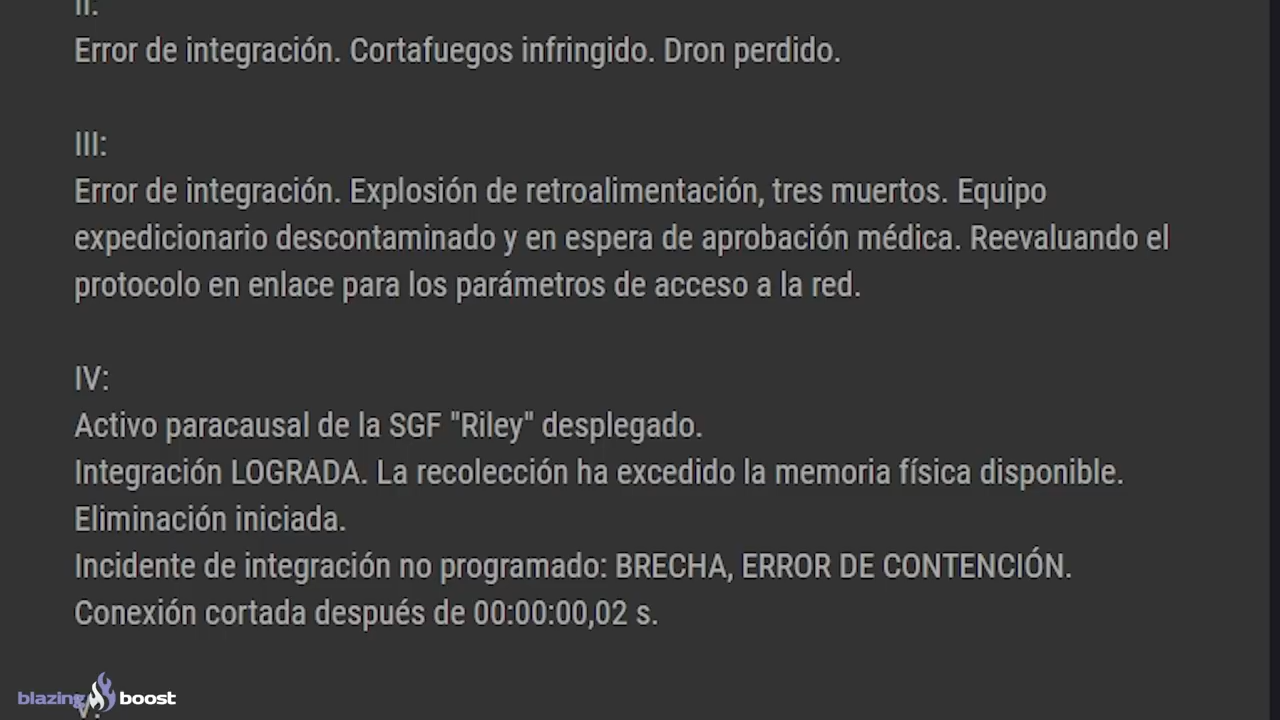 II:
Error de integración. Cortafuegos infringido. Dron perdido.
III:
Error de integración. Explosión de retroalimentación, tres muertos. Equipo
expedicionario descontaminado y en espera de aprobación médica. Reevaluando el
protocolo en enlace para los parámetros de acceso a la red.
IV:
Activo paracausal de la SGF "Riley" desplegado.
Integración LOGRADA. La recolección ha excedido la memoria física disponible.
Eliminación iniciada.
Incidente de integración no programado: BRECHA, ERROR DE CONTENCIÓN.
Conexión cortada después de 00:00:00,02 s.
V:
blazing boost